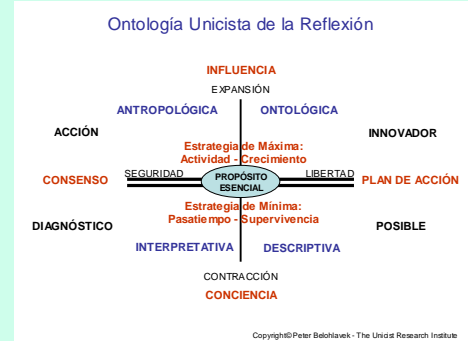 Ontología Unicista de la Reflexión
INFLUENCIA
EXPANSIÓN
ANTROPOLÓGICA
ONTOLÓGICA
ACCIÓN
INNOVADOR
Estrategia de Máxima:
Actividad - Crecimiento
CONSENSO
SEGURIDAD
PROPÓSITO
ESENCIAL
LIBERTAD
PLAN DE ACCIÓN
Estrategia de Mínima:
Pasatiempo - Supervivencia
DIAGNÓSTICO
POSIBLE
INTERPRETATIVA
DESCRIPTIVA
CONTRACCIÓN
CONCIENCIA
Copyright©Peter Belohlavek - The Unicist Research Institute